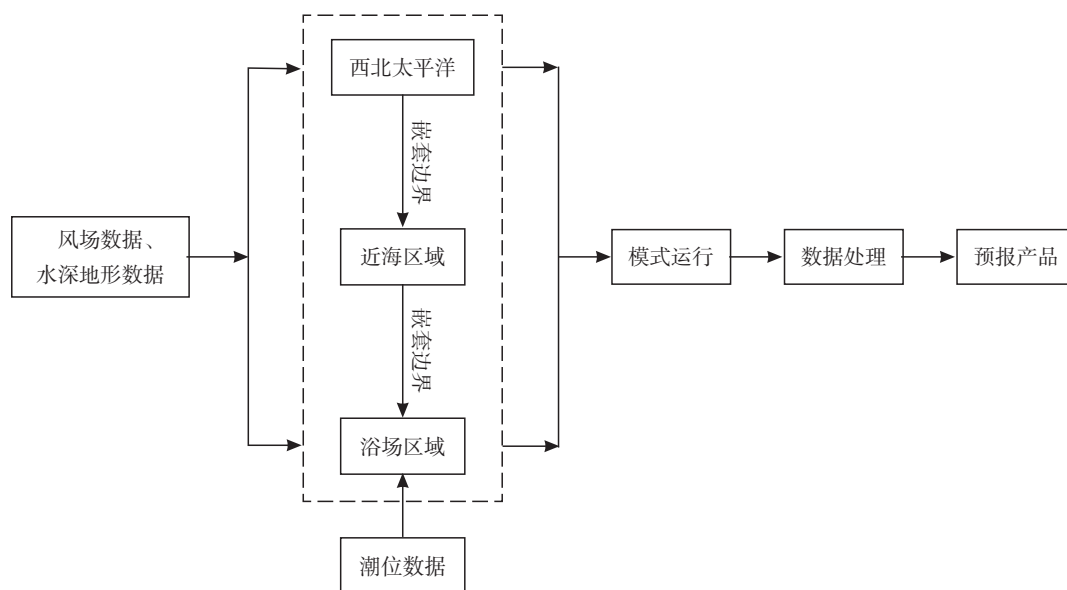 西北太平洋
嵌套边界
风场数据、
水深地形数据
近海区域
模式运行
数据处理
预报产品
嵌套边界
浴场区域
潮位数据